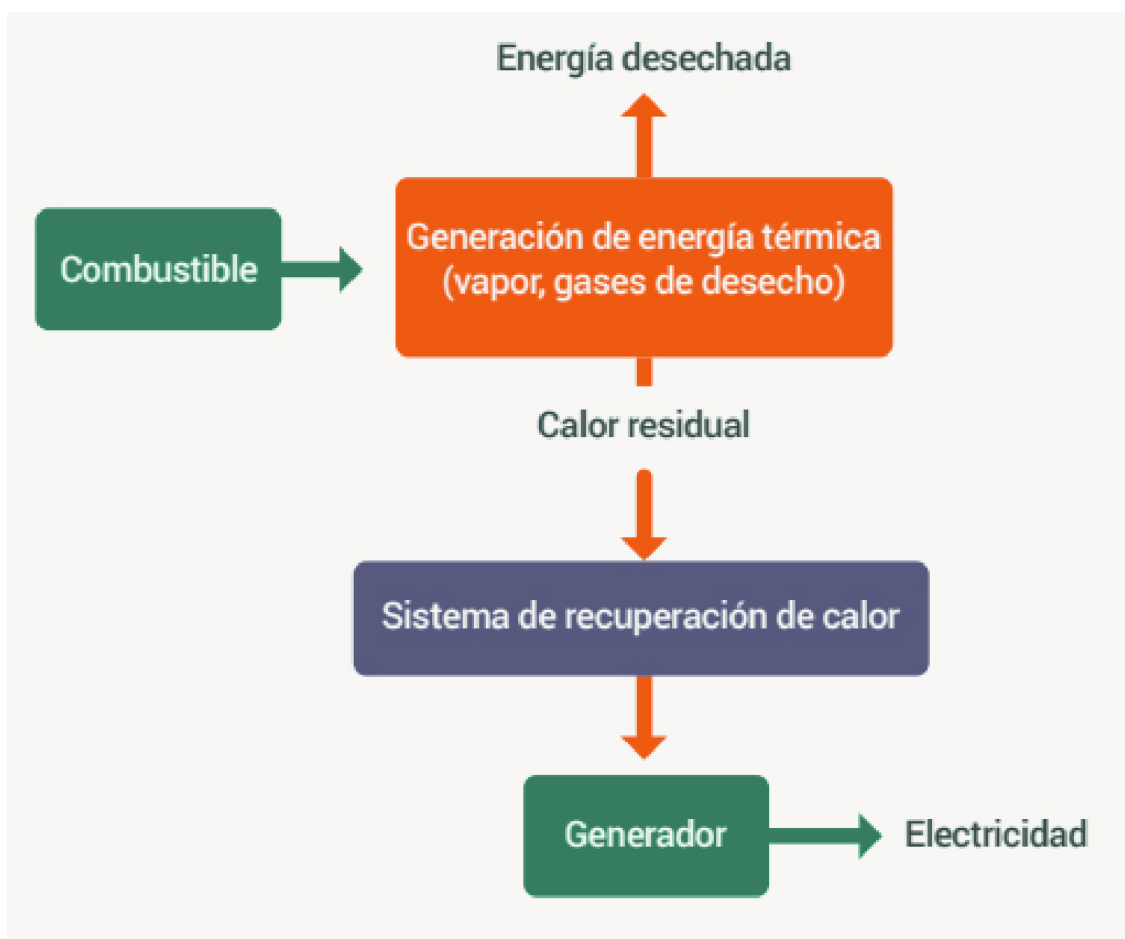 Energía desechada
Combustible
Generación de energía térmica
(vapor, gases de desecho)
Calor residual
Sistema de recuperación de calor
Generador
Electricidad